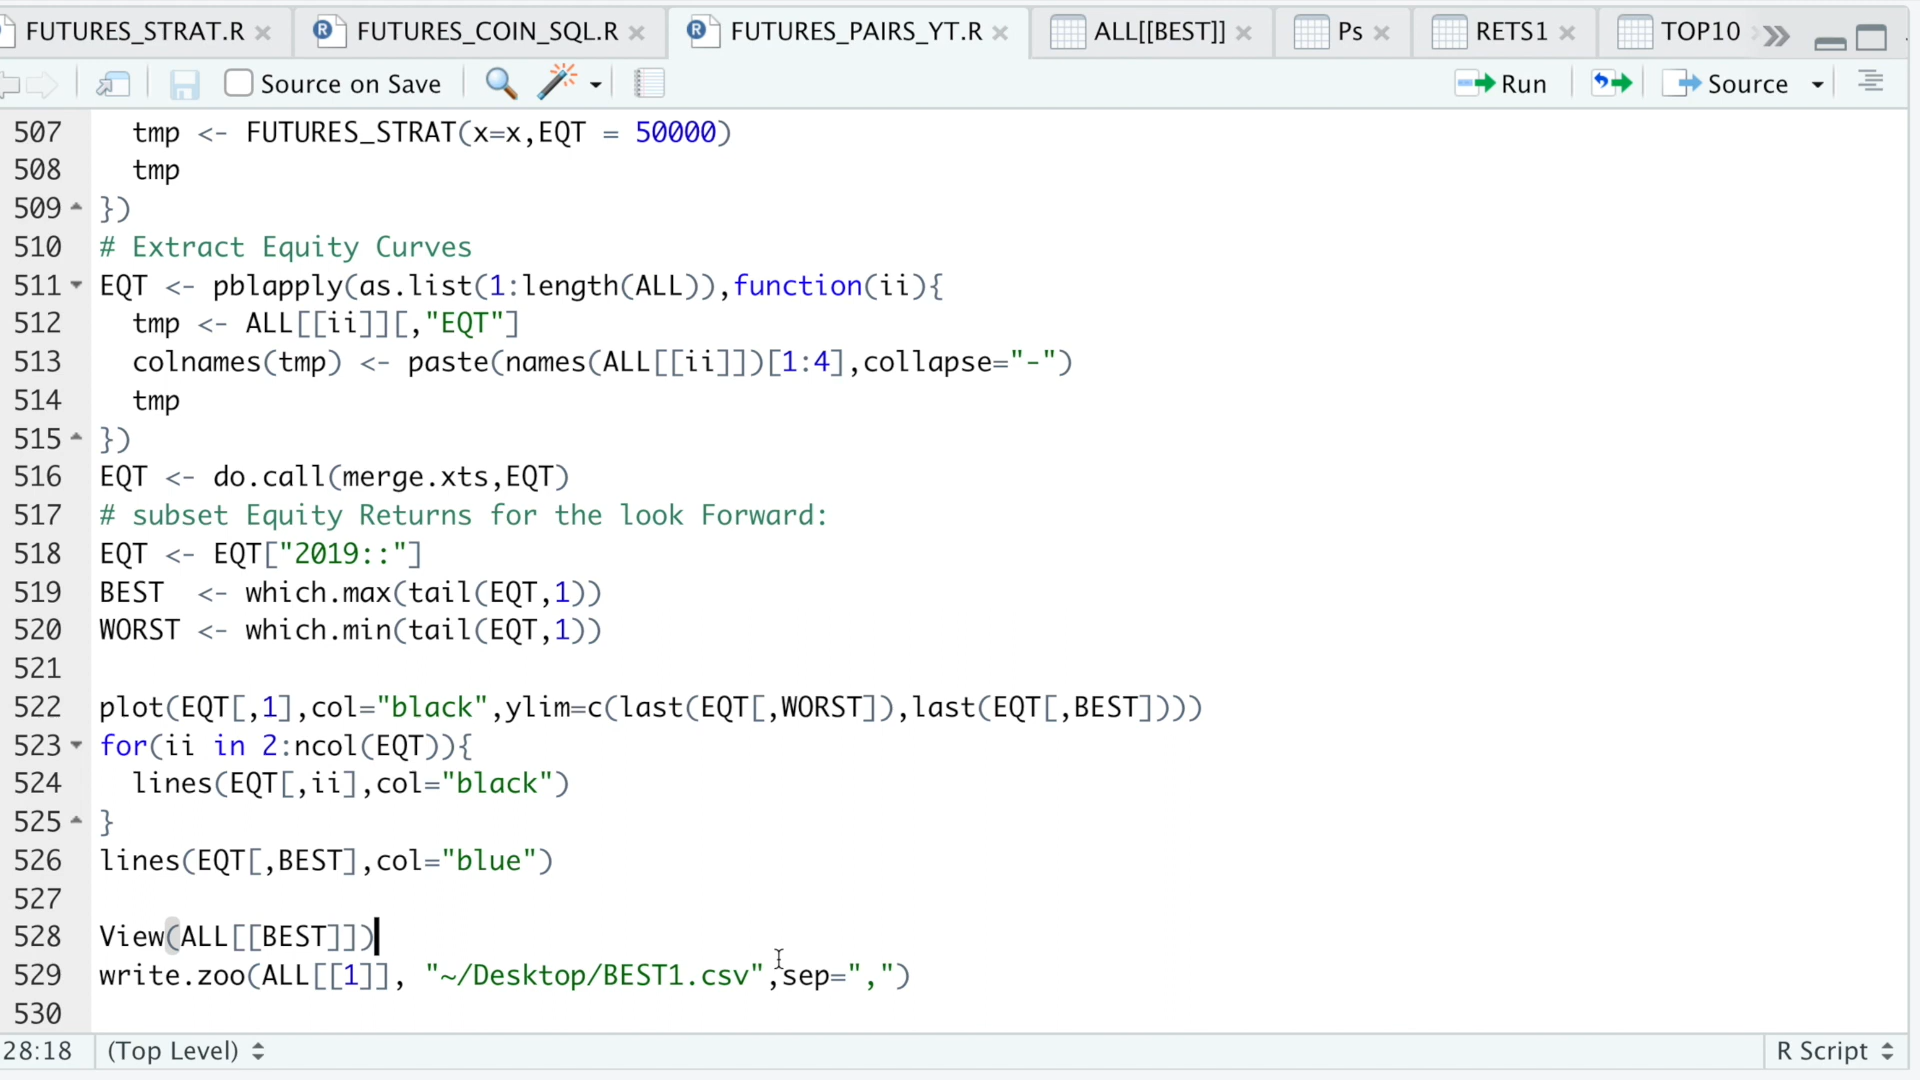 FUTURES_STRAT.R FUTURES_COIN_SQL.R FUTURES_PAIRS_YT.R ALL[[BEST]] Ps RETS1 TOP10
Source on Save Run Source
507 tmp <- FUTURES_STRAT(x=x,EQT = 50000)
508 tmp
509 })
510 # Extract Equity Curves
511 EQT <- pblapply(as.list(1:length(ALL)),function(ii){
512 tmp <- ALL[[ii]][,"EQT"]
513 colnames(tmp) <- paste(names(ALL[[ii]])[1:4],collapse="-")
514 tmp
515 })
516 EQT <- do.call(merge.xts,EQT)
517 # subset Equity Returns for the look Forward:
518 EQT <- EQT["2019::"]
519 BEST  <- which.max(tail(EQT,1))
520 WORST <- which.min(tail(EQT,1))
521
522 plot(EQT[,1],col="black",ylim=c(last(EQT[,WORST]),last(EQT[,BEST])))
523 for(ii in 2:ncol(EQT)){
524 lines(EQT[,ii],col="black")
525 }
526 lines(EQT[,BEST],col="blue")
527
528 View(ALL[[BEST]])
529 write.zoo(ALL[[1]], "~/Desktop/BEST1.csv",sep=",")
530
28:18 (Top Level) R Script